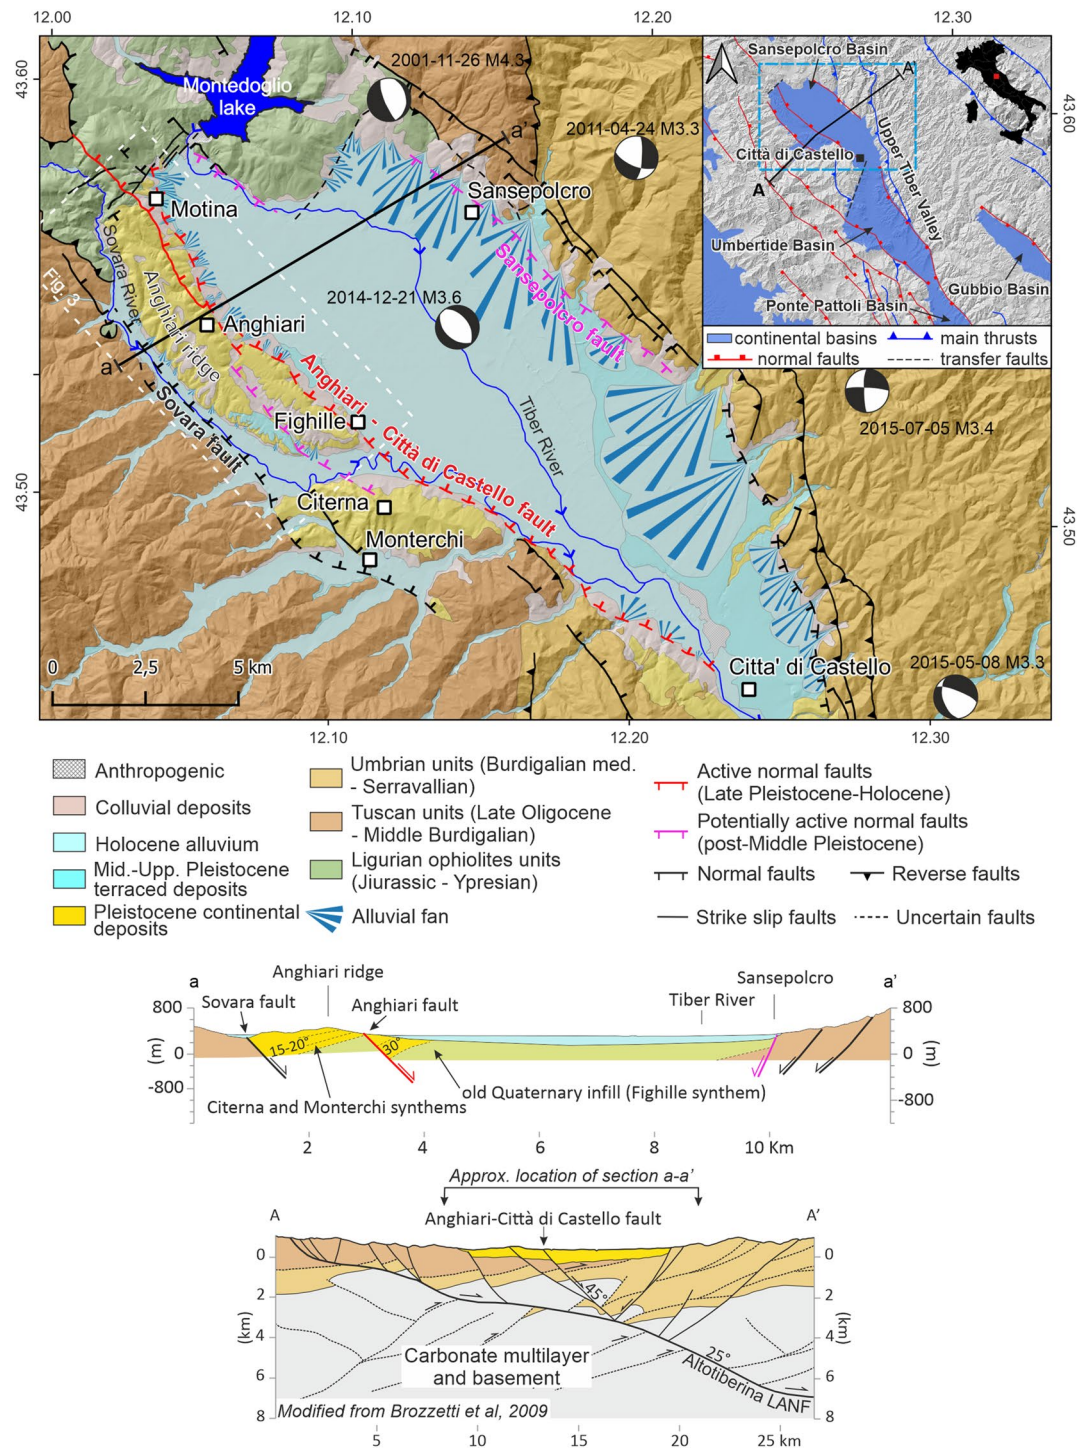 12.00
12.10
12.20
12.30
43.60
43.60
43.50
43.50
2001-11-26 M4.3
Montedoglio
lake
a'
2011-04-24 M3.3
Sansepolcro
Motina
Sovara River
Anghiari ridge
Fig. 3
2014-12-21 M3.6
Sansepolcro fault
Anghiari
a
Sovara fault
Anghiari - Città di Castello fault
Fighille
Tiber River
2015-07-05 M3.4
Citerna
Monterchi
Citta' di Castello
2015-05-08 M3.3
0 2,5 5 km
12.10
12.20
12.30
Sansepolcro Basin
A'
Città di Castello
Upper Tiber Valley
A
Umbertide Basin
Gubbio Basin
Ponte Pattoli Basin
continental basins
main thrusts
normal faults
transfer faults
Anthropogenic
Colluvial deposits
Holocene alluvium
Mid.-Upp. Pleistocene
terraced deposits
Pleistocene continental
deposits
Umbrian units (Burdigalian med.
- Serravallian)
Tuscan units (Late Oligocene
- Middle Burdigalian)
Ligurian ophiolites units
(Jiurassic - Ypresian)
Alluvial fan
Active normal faults
(Late Pleistocene-Holocene)
Potentially active normal faults
(post-Middle Pleistocene)
Normal faults
Reverse faults
Strike slip faults
Uncertain faults
a
Anghiari ridge
Sansepolcro
a'
Sovara fault
Anghiari fault
Tiber River
800
(m)
0
-800
800
(m)
0
-800
15-20°
30°
old Quaternary infill (Fighille synthem)
Citerna and Monterchi synthems
2 4 6 8 10 Km
Approx. location of section a-a'
A
Anghiari-Città di Castello fault
A'
0
2
(km)
4
6
8
0
2
(km)
4
6
8
45°
25°
Altotiberina LANF
Carbonate multilayer
and basement
Modified from Brozzetti et al, 2009
5 10 15 20 25 km